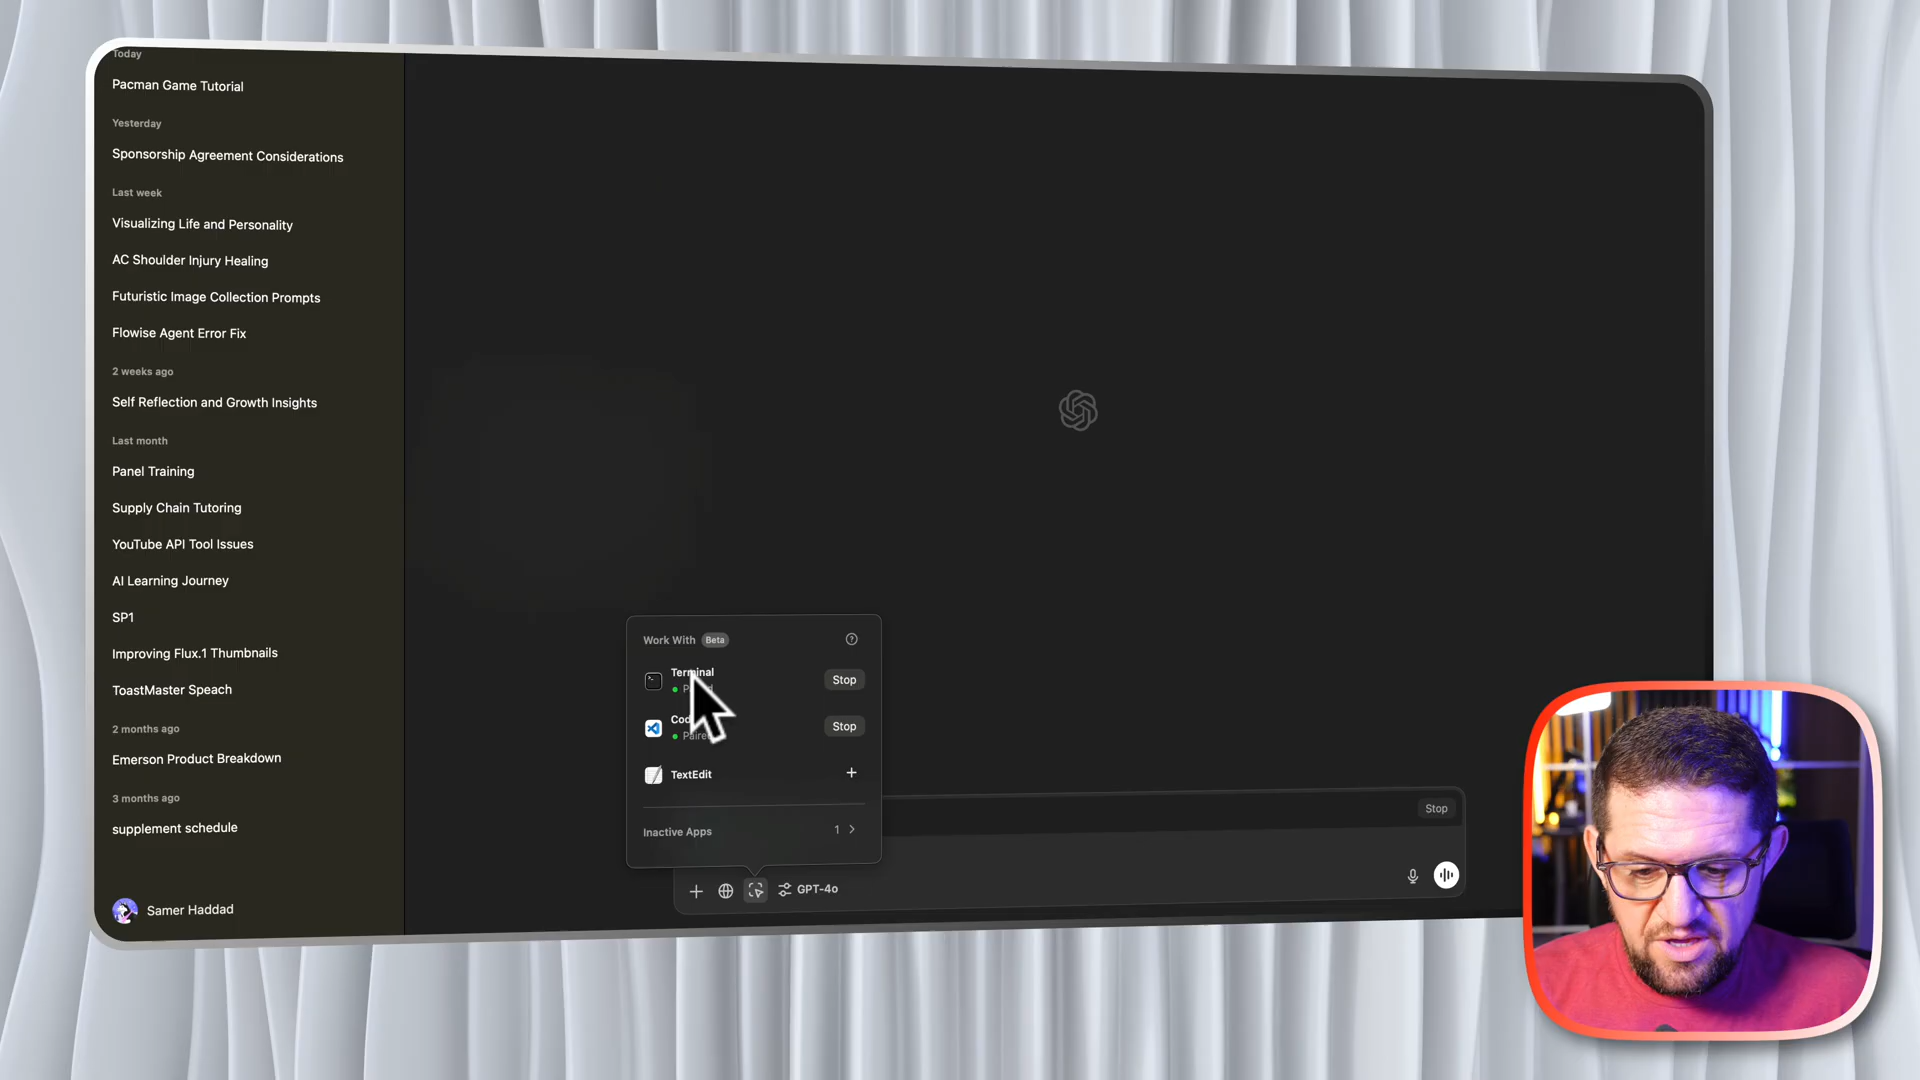 Today
Pacman Game Tutorial
Yesterday
Sponsorship Agreement Considerations
Last week
Visualizing Life and Personality
AC Shoulder Injury Healing
Futuristic Image Collection Prompts
Flowise Agent Error Fix
2 weeks ago
Self Reflection and Growth Insights
Last month
Panel Training
Supply Chain Tutoring
YouTube API Tool Issues
AI Learning Journey
SP1
Improving Flux.1 Thumbnails
ToastMaster Speach
2 months ago
Emerson Product Breakdown
3 months ago
supplement schedule
Samer Haddad
Work With Beta
Terminal
Stop
Stop
TextEdit
Inactive Apps 1
Stop
GPT-4o